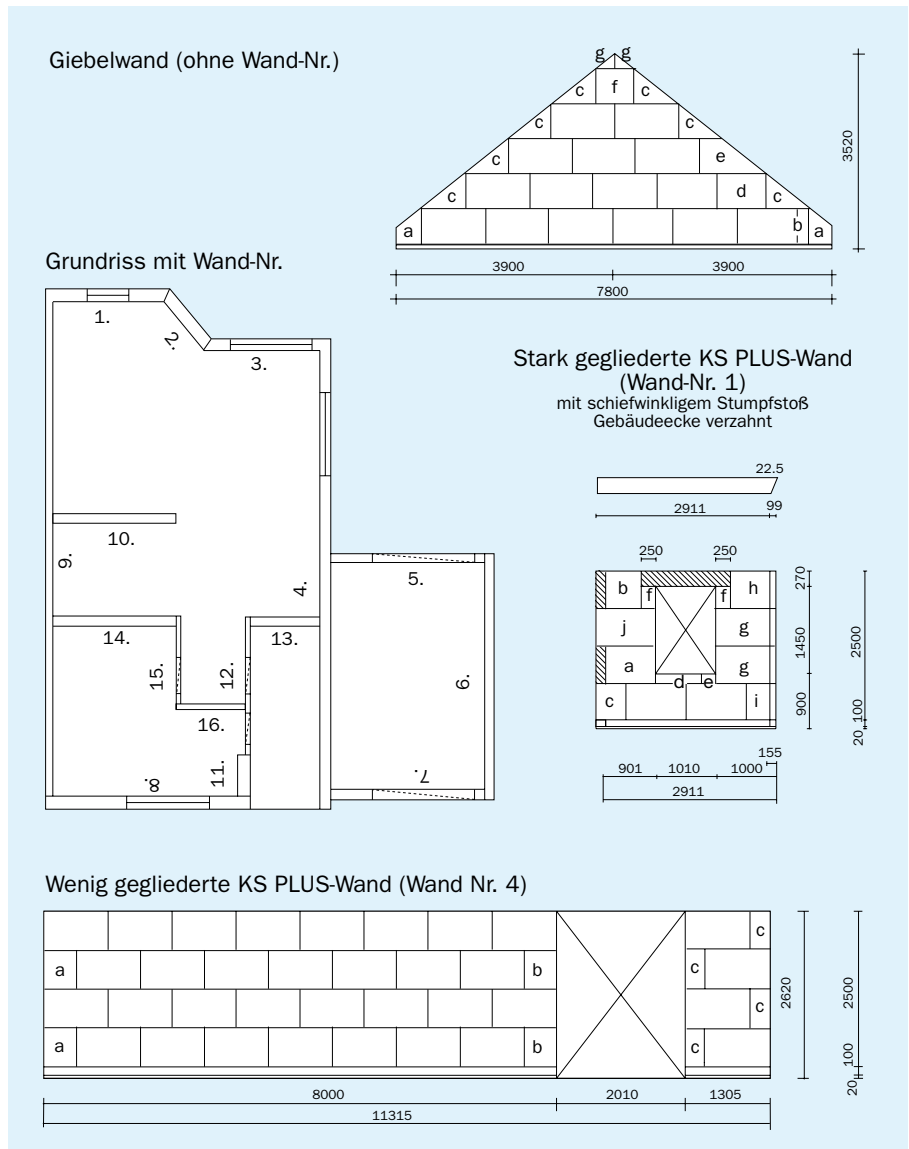 Giebelwand (ohne Wand-Nr.)
g g
c f c
c c
c e
c d c
a b a
3520
3900 3900
7800
Grundriss mit Wand-Nr.
1.
2.
3.
10.
9.
4.
5.
14.
13.
15.
12.
6.
16.
11.
8.
7.
Stark gegliederte KS PLUS-Wand
(Wand-Nr. 1)
mit schiefwinkligem Stumpfstoß
Gebäudeecke verzahnt
22.5
2911 99
250 250
b f f h
j g
a g
d e
c i
270
1450
900
2500
100
20
155
901 1010 1000
2911
Wenig gegliederte KS PLUS-Wand (Wand Nr. 4)
c
a b c
c
a b c
2620
2500
100
20
8000 2010 1305
11315